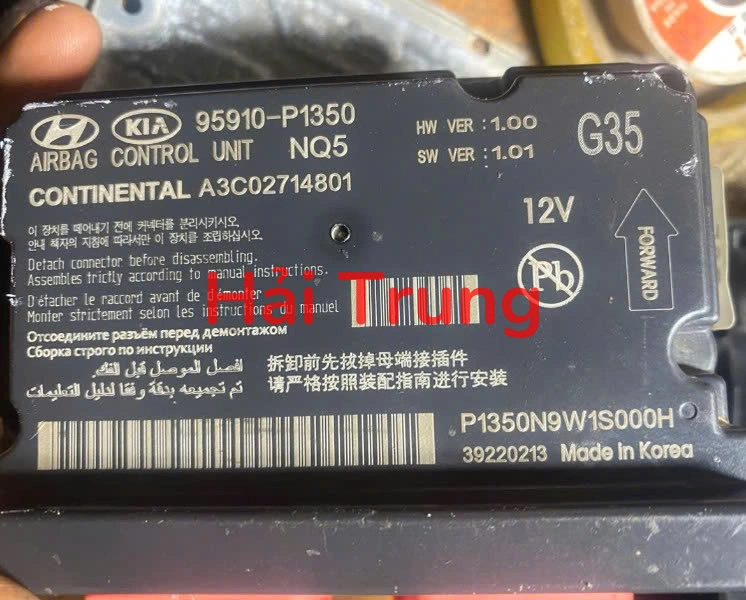 HYUNDAI KIA 95910-P1350
AIRBAG CONTROL UNIT NQ5
HW VER : 1.00
SW VER : 1.01
G35
CONTINENTAL A3C02714801
12V
FORWARD
Pb
이 장치를 떼어내기 전에 커넥터를 분리시키시오.
안내 책자의 지침에 따라서만 이 장치를 조립하십시오.
Detach connector before disassembling.
Assembles trictly according to manual instructions.
Détacher le raccord avant de démonter
Monter strictement selon les instructions du manuel
Отсоедините разъём перед демонтажом
Сборка строго по инструкции
افصل الموصل قبل الفك.
تم تجميعه بدقة وفقا لدليل التعليمات
拆卸前先拔掉母端接插件
请严格按照装配指南进行安装
Hải Trung
P1350N9W1S000H
39220213 Made in Korea